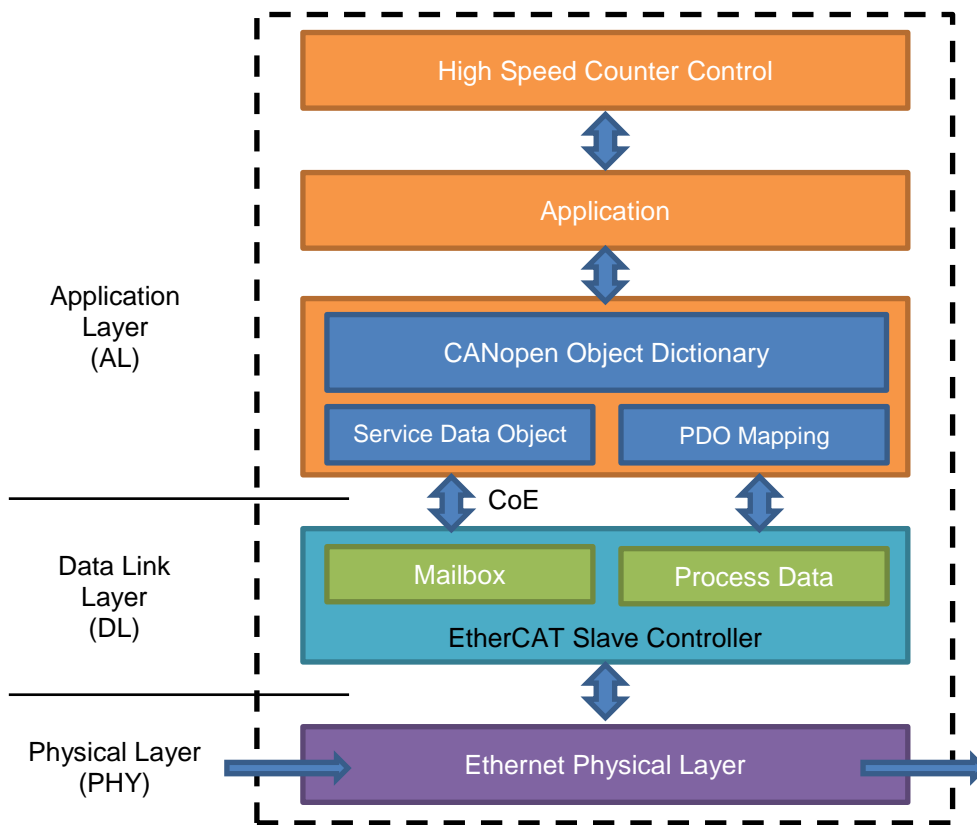 High Speed Counter Control
Application
Application
Layer
(AL)
CANopen Object Dictionary
Service Data Object
PDO Mapping
CoE
Data Link
Layer
(DL)
Mailbox
Process Data
EtherCAT Slave Controller
Physical Layer
(PHY)
Ethernet Physical Layer